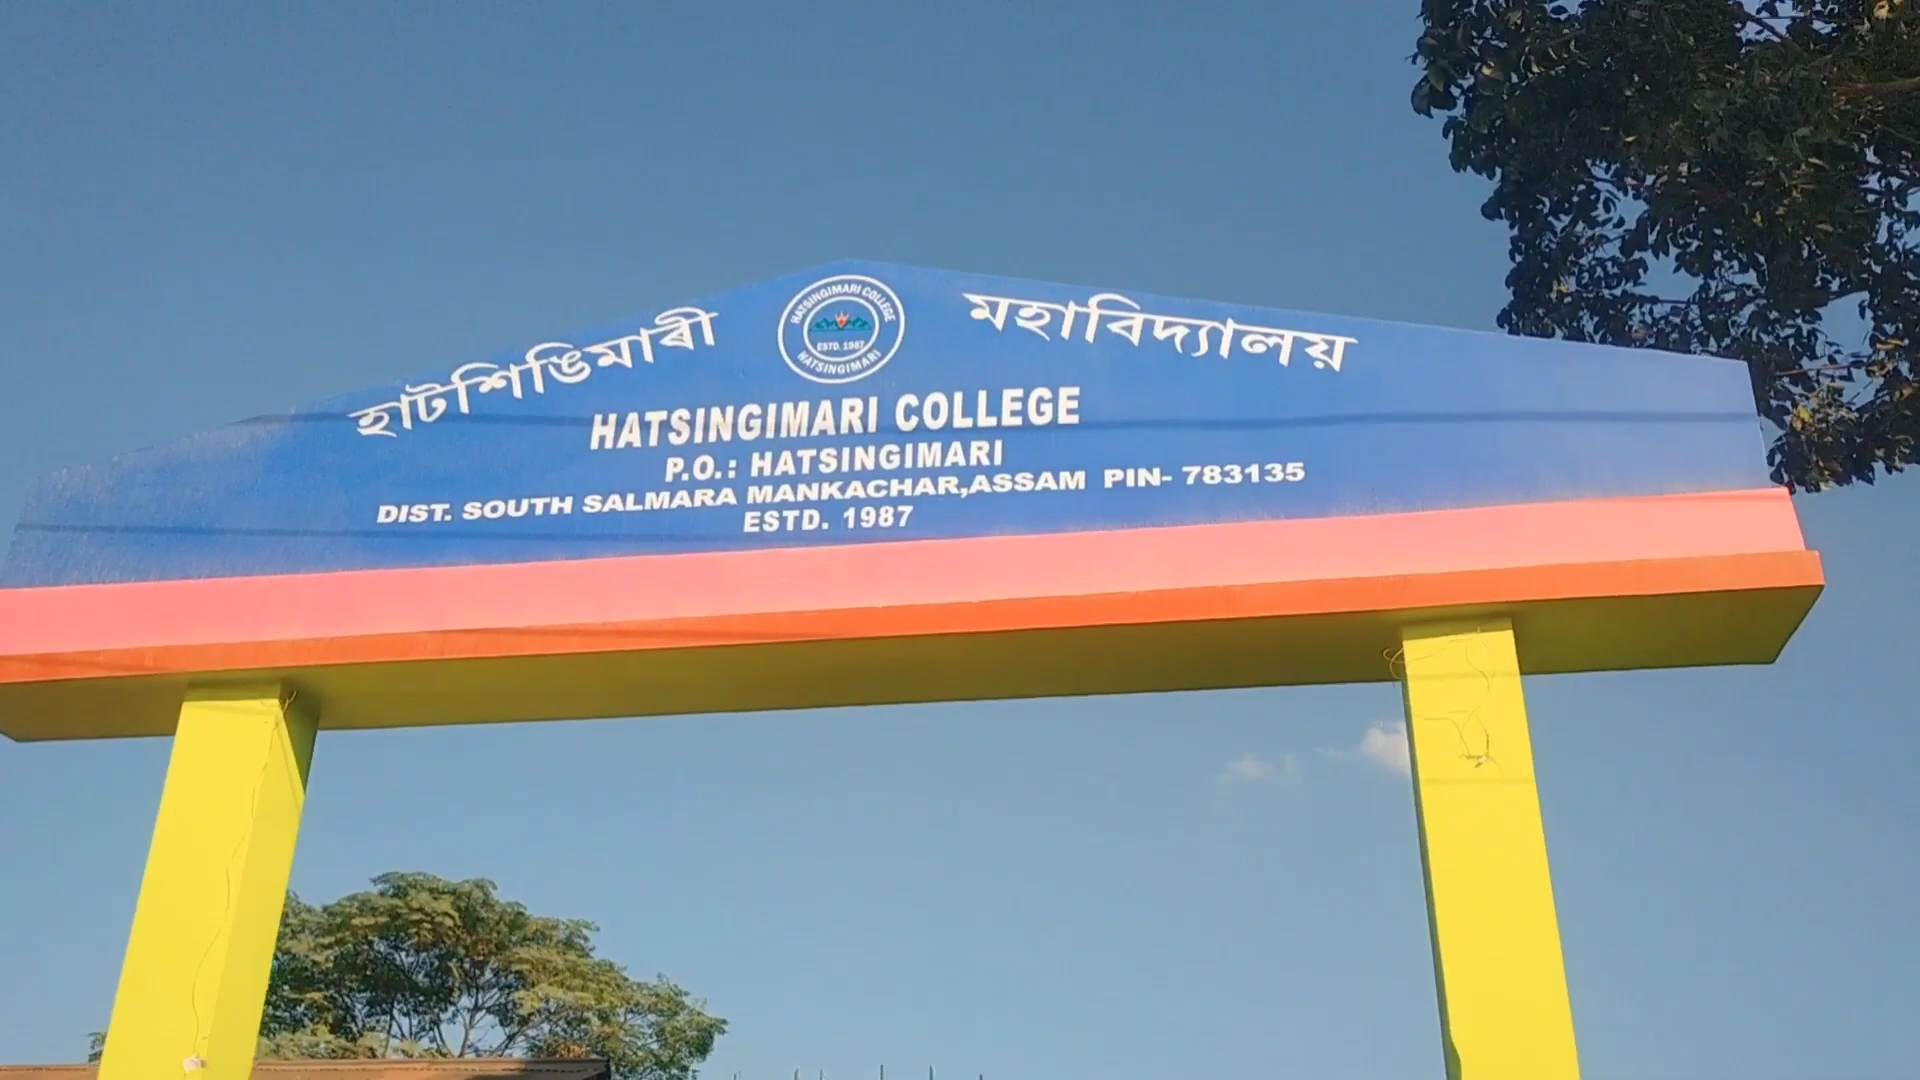 হাটশিঙিমাৰী মহাবিদ্যালয়
HATSINGIMARI COLLEGE
ESTD. 1987
HATSINGIMARI
HATSINGIMARI COLLEGE
P.O.: HATSINGIMARI
DIST. SOUTH SALMARA MANKACHAR,ASSAM PIN- 783135
ESTD. 1987